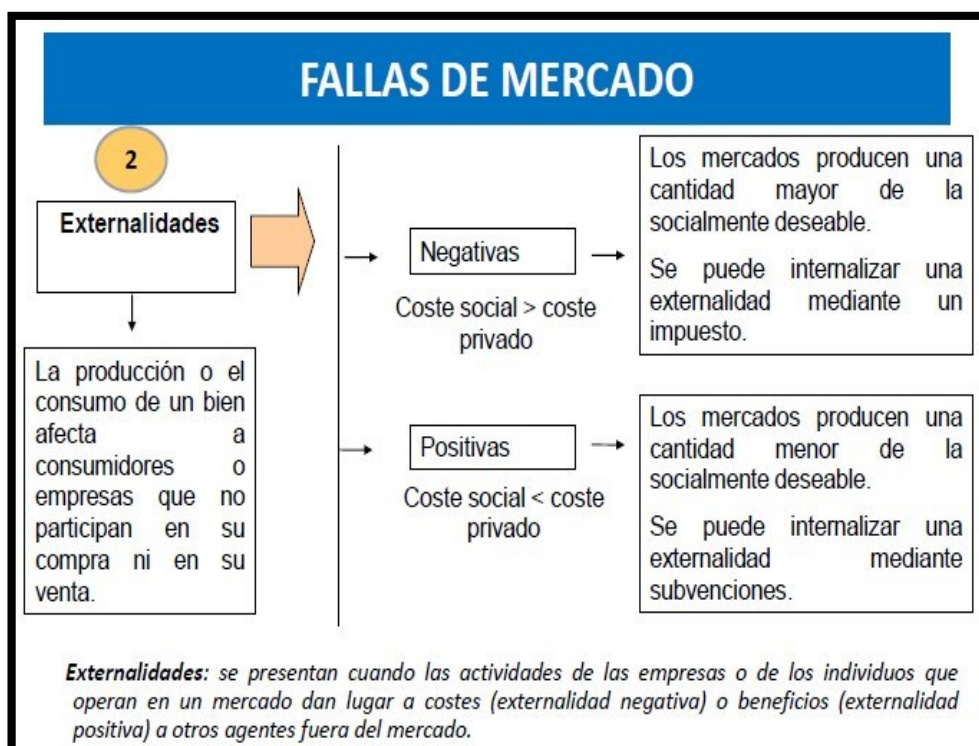 FALLAS DE MERCADO
2
Externalidades
La producción o el
consumo de un bien
afecta a
consumidores o
empresas que no
participan en su
compra ni en su
venta.
Negativas
Coste social > coste
privado
Los mercados producen una
cantidad mayor de la
socialmente deseable.
Se puede internalizar una
externalidad mediante un
impuesto.
Positivas
Coste social < coste
privado
Los mercados producen una
cantidad menor de la
socialmente deseable.
Se puede internalizar una
externalidad mediante
subvenciones.
Externalidades: se presentan cuando las actividades de las empresas o de los individuos que
operan en un mercado dan lugar a costes (externalidad negativa) o beneficios (externalidad
positiva) a otros agentes fuera del mercado.